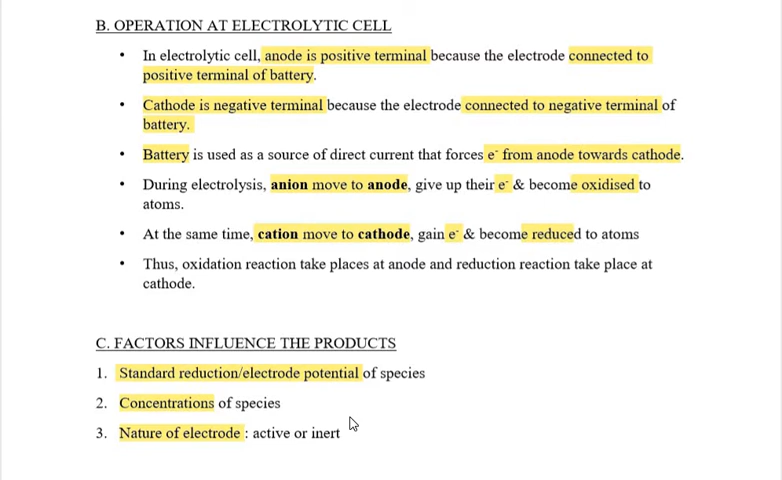 B. OPERATION AT ELECTROLYTIC CELL
• In electrolytic cell, anode is positive terminal because the electrode connected to
positive terminal of battery.
• Cathode is negative terminal because the electrode connected to negative terminal of
battery.
• Battery is used as a source of direct current that forces e⁻ from anode towards cathode.
• During electrolysis, anion move to anode, give up their e⁻ & become oxidised to
atoms.
• At the same time, cation move to cathode, gain e⁻ & become reduced to atoms
• Thus, oxidation reaction take places at anode and reduction reaction take place at
cathode.
C. FACTORS INFLUENCE THE PRODUCTS
1. Standard reduction/electrode potential of species
2. Concentrations of species
3. Nature of electrode : active or inert